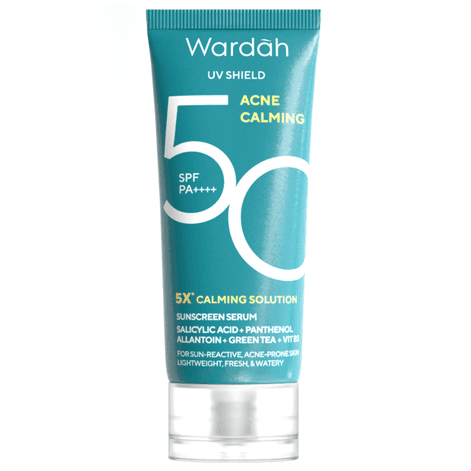 Wardah
UV SHIELD
50
ACNE
CALMING
SPF
PA++++
5X* CALMING SOLUTION
SUNSCREEN SERUM
SALICYLIC ACID + PANTHENOL
ALLANTOIN + GREEN TEA + VIT B3
FOR SUN-REACTIVE, ACNE-PRONE SKIN
LIGHTWEIGHT, FRESH, & WATERY